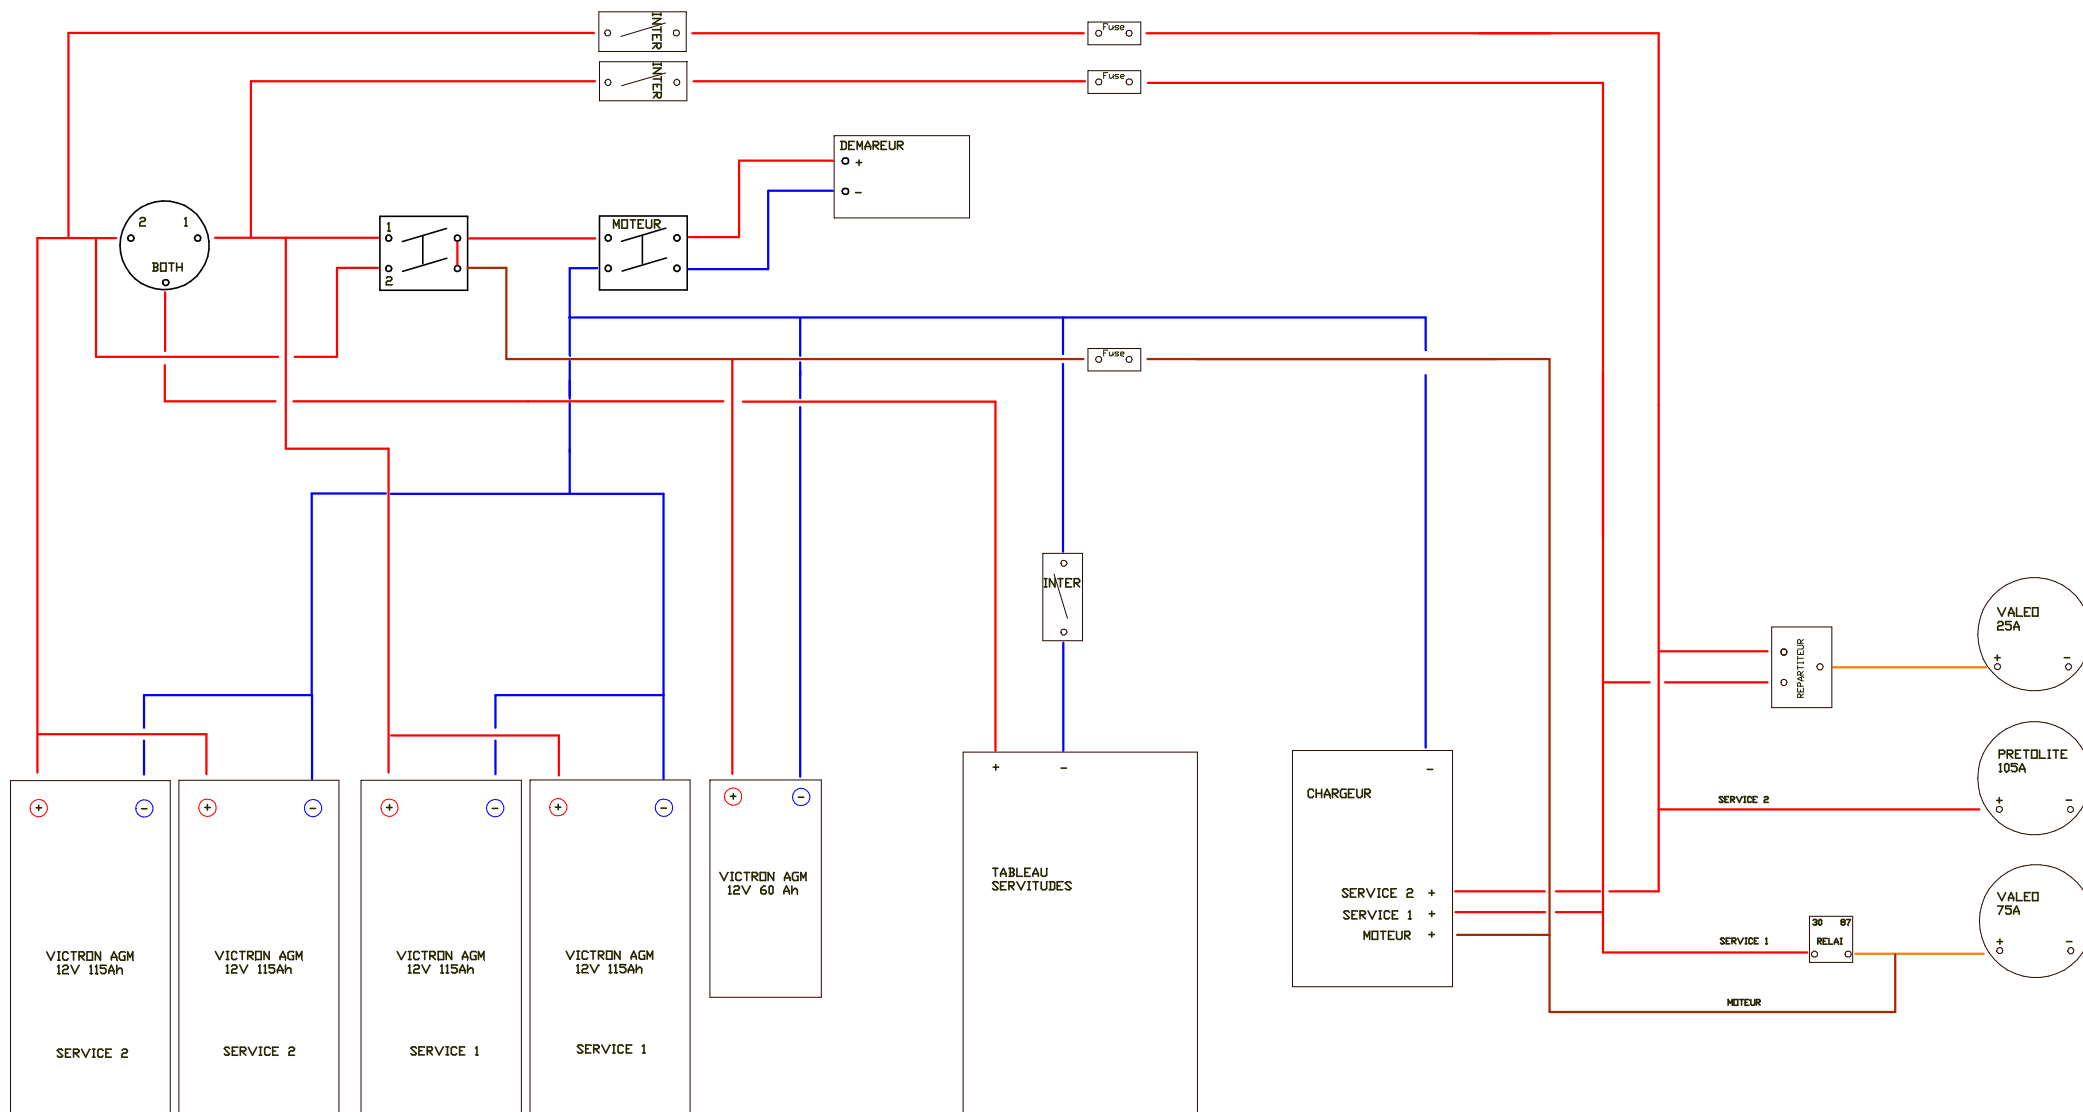 INTER
Fuse
INTER
Fuse
DEMAREUR
+
-
2 1
BOTH
1
2
MOTEUR
Fuse
INTER
VALEO
25A
+ -
REPARTITEUR
PRETOLITE
105A
+ -
SERVICE 2
+ -
TABLEAU
SERVITUDES
-
CHARGEUR
SERVICE 2 +
SERVICE 1 +
MOTEUR +
VALEO
75A
+ -
30 87
RELAI
SERVICE 1
MOTEUR
+ -
VICTRON AGM
12V 115Ah
SERVICE 2
+ -
VICTRON AGM
12V 115Ah
SERVICE 2
+ -
VICTRON AGM
12V 115Ah
SERVICE 1
+ -
VICTRON AGM
12V 115Ah
SERVICE 1
+ -
VICTRON AGM
12V 60 Ah